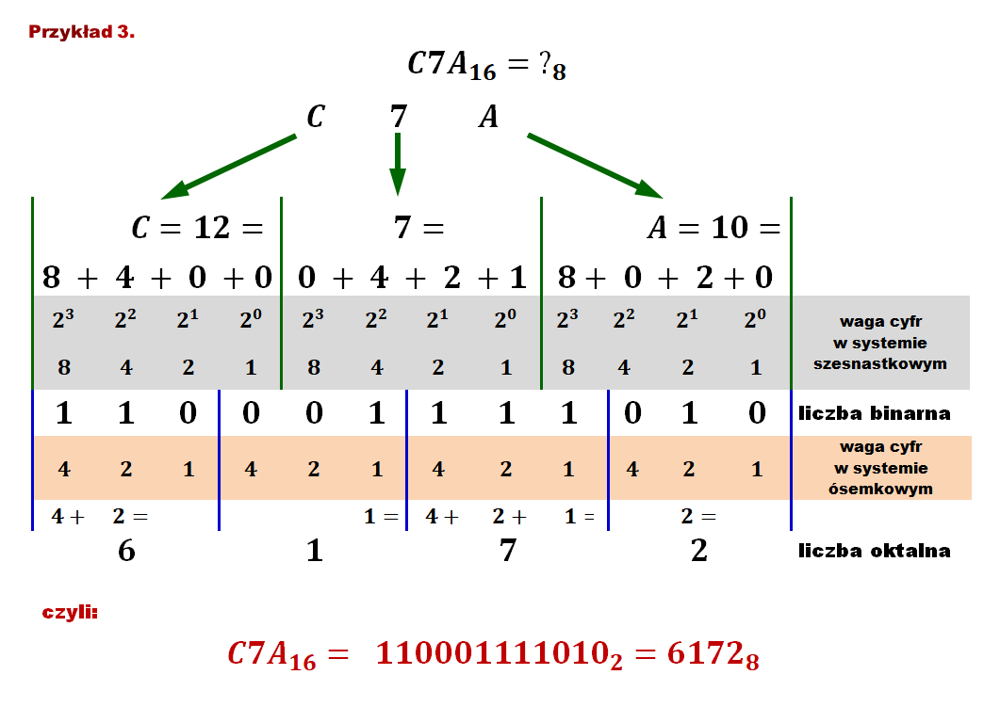 Przykład 3.
C7A₁₆ = ?₈
C 7 A
C = 12 = 7 = A = 10 =
8 + 4 + 0 + 0 0 + 4 + 2 + 1 8 + 0 + 2 + 0
2³ 2² 2¹ 2⁰ 2³ 2² 2¹ 2⁰ 2³ 2² 2¹ 2⁰
8 4 2 1 8 4 2 1 8 4 2 1
waga cyfr
w systemie
szesnastkowym
1 1 0 0 0 1 1 1 1 0 1 0 liczba binarna
4 2 1 4 2 1 4 2 1 4 2 1
waga cyfr
w systemie
ósemkowym
4 + 2 = 1 = 4 + 2 + 1 = 2 =
6 1 7 2 liczba oktalna
czyli:
C7A₁₆ = 110001111010₂ = 6172₈